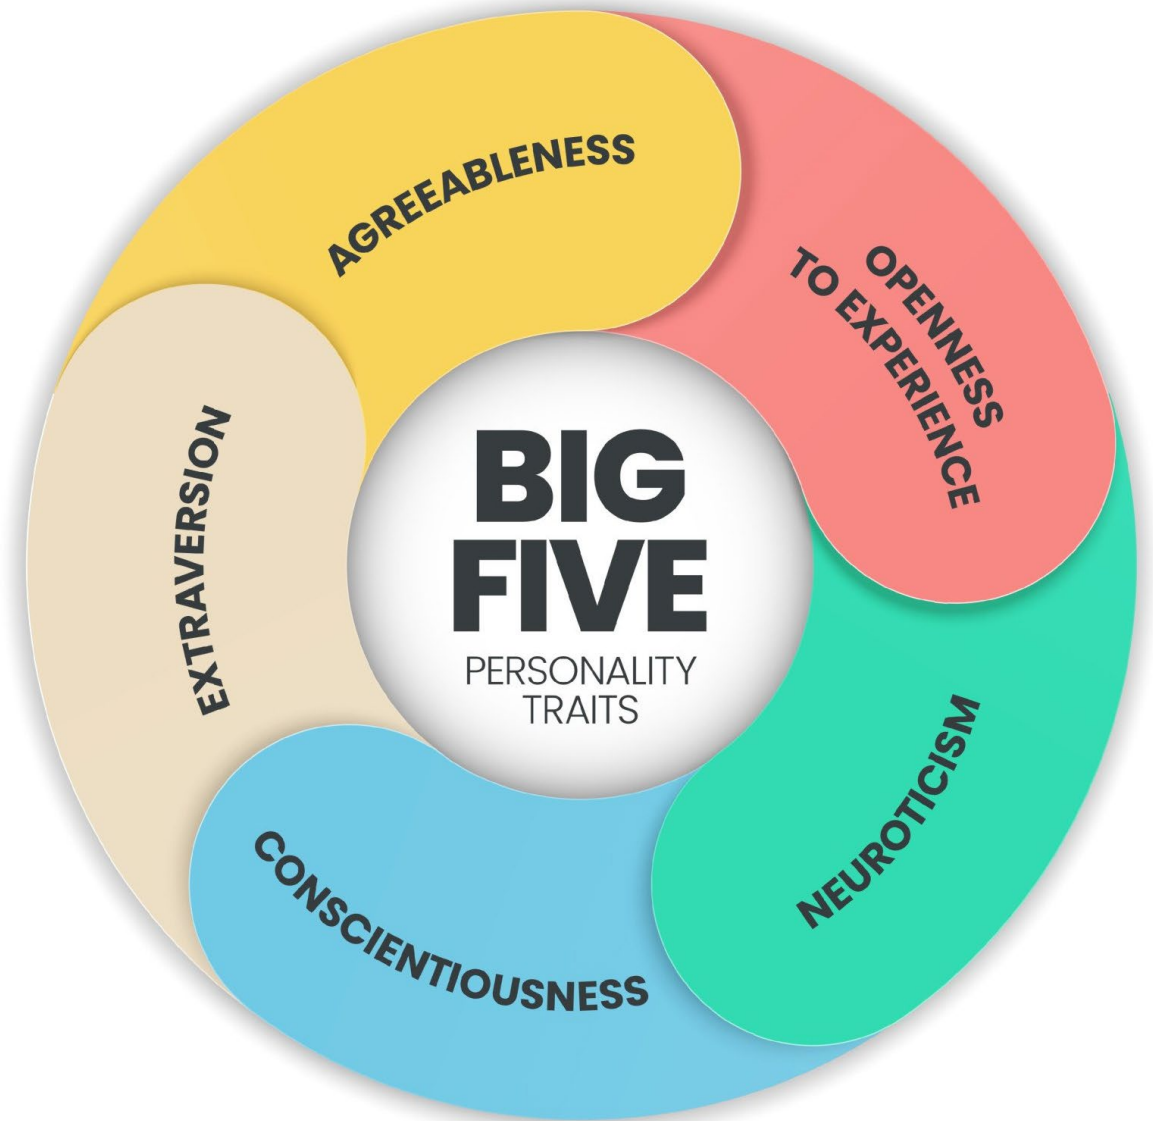 AGREEABLENESS
OPENNESS
TO EXPERIENCE
EXTRAVERSION
BIG
FIVE
PERSONALITY
TRAITS
NEUROTICISM
CONSCIENTIOUSNESS